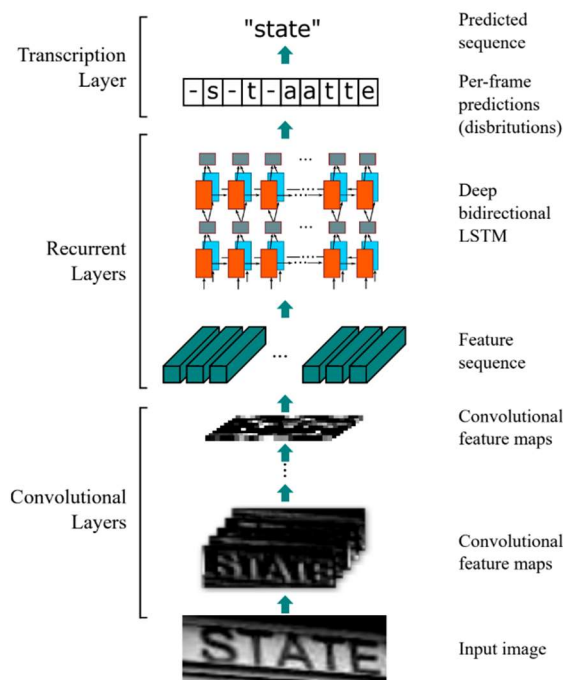 "state"
Predicted sequence
Transcription Layer
- s - t - a a t t e
Per-frame predictions (disbritutions)
...
...
Deep bidirectional LSTM
...
...
Recurrent Layers
...
Feature sequence
Convolutional feature maps
...
Convolutional Layers
STATE
Convolutional feature maps
STATE
Input image